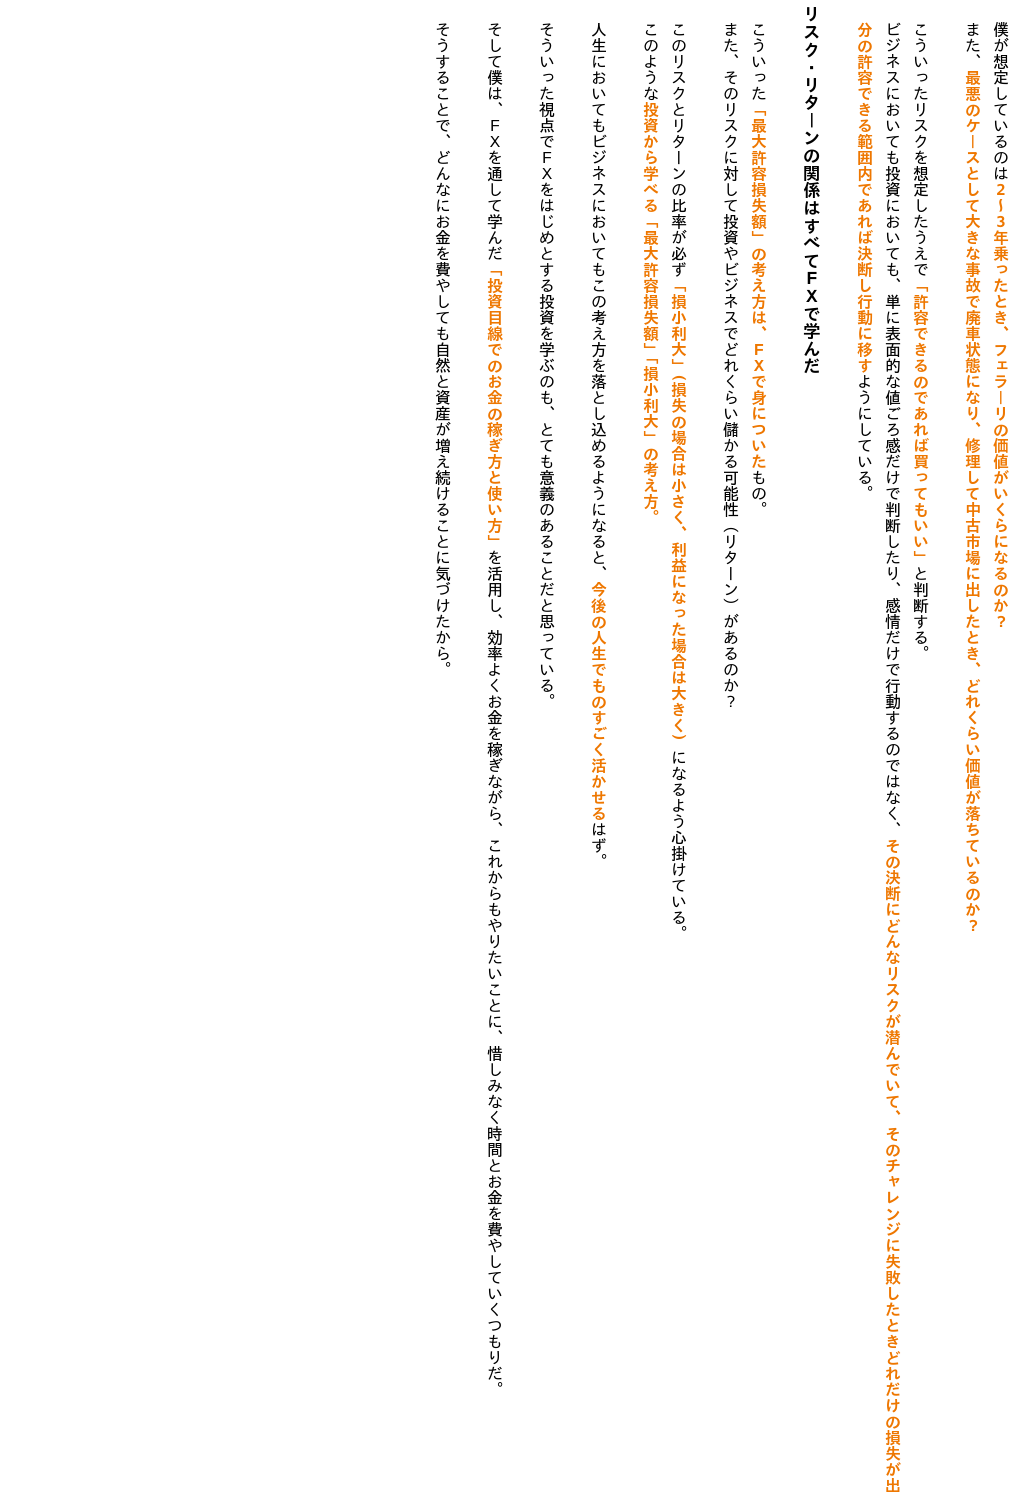 僕が想定しているのは2〜3年乗ったとき、フェラーリの価値がいくらになるのか？
また、最悪のケースとして大きな事故で廃車状態になり、修理して中古市場に出したとき、どれくらい価値が落ちているのか？
こういったリスクを想定したうえで「許容できるのであれば買ってもいい」と判断する。
ビジネスにおいても投資においても、単に表面的な値ごろ感だけで判断したり、感情だけで行動するのではなく、その決断にどんなリスクが潜んでいて、そのチャレンジに失敗したときどれだけの損失が出
分の許容できる範囲内であれば決断し行動に移すようにしている。
リスク・リターンの関係はすべてＦＸで学んだ
こういった「最大許容損失額」の考え方は、ＦＸで身についたもの。
また、そのリスクに対して投資やビジネスでどれくらい儲かる可能性（リターン）があるのか？
このリスクとリターンの比率が必ず「損小利大」（損失の場合は小さく、利益になった場合は大きく）になるよう心掛けている。
このような投資から学べる「最大許容損失額」「損小利大」の考え方。
人生においてもビジネスにおいてもこの考え方を落とし込めるようになると、今後の人生でものすごく活かせるはず。
そういった視点でＦＸをはじめとする投資を学ぶのも、とても意義のあることだと思っている。
そして僕は、ＦＸを通して学んだ「投資目線でのお金の稼ぎ方と使い方」を活用し、効率よくお金を稼ぎながら、これからもやりたいことに、惜しみなく時間とお金を費やしていくつもりだ。
そうすることで、どんなにお金を費やしても自然と資産が増え続けることに気づけたから。